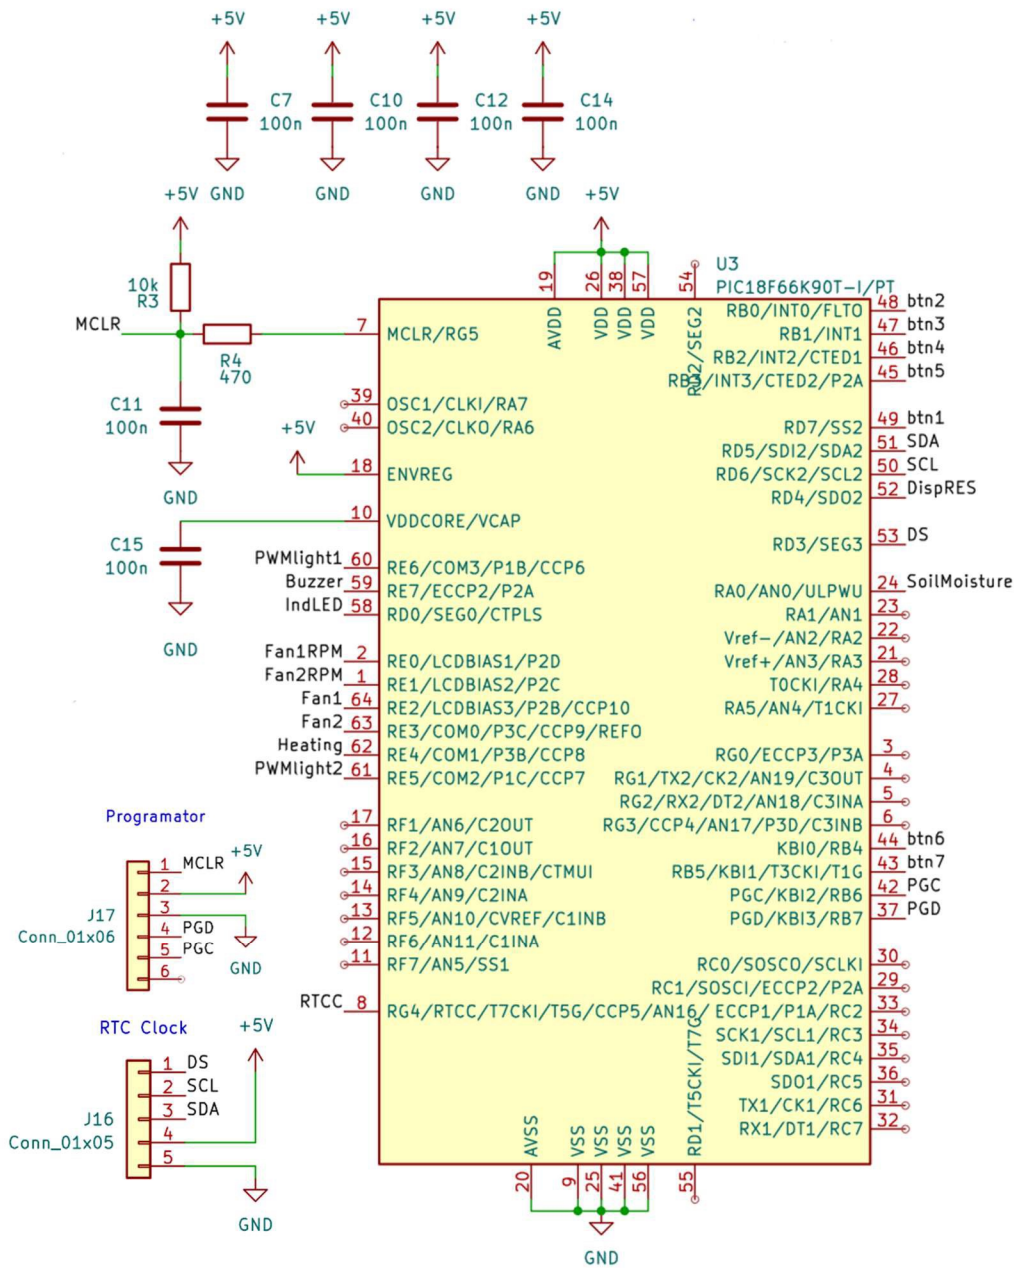 +5V +5V +5V +5V
C7 C10 C12 C14
100n 100n 100n 100n
GND GND GND GND
+5V +5V
10k
R3
MCLR
R4
470
C11
100n
GND
+5V
C15
100n
GND
U3
PIC18F66K90T-I/PT
19 26 38 57 54
AVDD VDD VDD VDD RD2/SEG2
7 MCLR/RG5
39 OSC1/CLKI/RA7
40 OSC2/CLKO/RA6
18 ENVREG
10 VDDCORE/VCAP
PWMlight1 60 RE6/COM3/P1B/CCP6
Buzzer 59 RE7/ECCP2/P2A
IndLED 58 RD0/SEG0/CTPLS
Fan1RPM 2 RE0/LCDBIAS1/P2D
Fan2RPM 1 RE1/LCDBIAS2/P2C
Fan1 64 RE2/LCDBIAS3/P2B/CCP10
Fan2 63 RE3/COM0/P3C/CCP9/REFO
Heating 62 RE4/COM1/P3B/CCP8
PWMlight2 61 RE5/COM2/P1C/CCP7
17 RF1/AN6/C2OUT
16 RF2/AN7/C1OUT
15 RF3/AN8/C2INB/CTMUI
14 RF4/AN9/C2INA
13 RF5/AN10/CVREF/C1INB
12 RF6/AN11/C1INA
11 RF7/AN5/SS1
RTCC 8 RG4/RTCC/T7CKI/T5G/CCP5/AN16/
RB0/INT0/FLT0 48 btn2
RB1/INT1 47 btn3
RB2/INT2/CTED1 46 btn4
RB3/INT3/CTED2/P2A 45 btn5
RD7/SS2 49 btn1
RD5/SDI2/SDA2 51 SDA
RD6/SCK2/SCL2 50 SCL
RD4/SDO2 52 DispRES
RD3/SEG3 53 DS
RA0/AN0/ULPWU 24 SoilMoisture
RA1/AN1 23
Vref-/AN2/RA2 22
Vref+/AN3/RA3 21
T0CKI/RA4 28
RA5/AN4/T1CKI 27
RG0/ECCP3/P3A 3
RG1/TX2/CK2/AN19/C3OUT 4
RG2/RX2/DT2/AN18/C3INA 5
RG3/CCP4/AN17/P3D/C3INB 6
KBI0/RB4 44 btn6
RB5/KBI1/T3CKI/T1G 43 btn7
PGC/KBI2/RB6 42 PGC
PGD/KBI3/RB7 37 PGD
RC0/SOSCO/SCLKI 30
RC1/SOSCI/ECCP2/P2A 29
ECCP1/P1A/RC2 33
SCK1/SCL1/RC3 34
SDI1/SDA1/RC4 35
SDO1/RC5 36
TX1/CK1/RC6 31
RX1/DT1/RC7 32
AVSS VSS VSS VSS VSS RD1/T5CKI/T7G
20 9 25 41 56 55
GND
Programator
+5V
1 MCLR
2
3
4 PGD
5 PGC
6
J17
Conn_01x06
GND
RTC Clock
+5V
1 DS
2 SCL
3 SDA
4
5
J16
Conn_01x05
GND